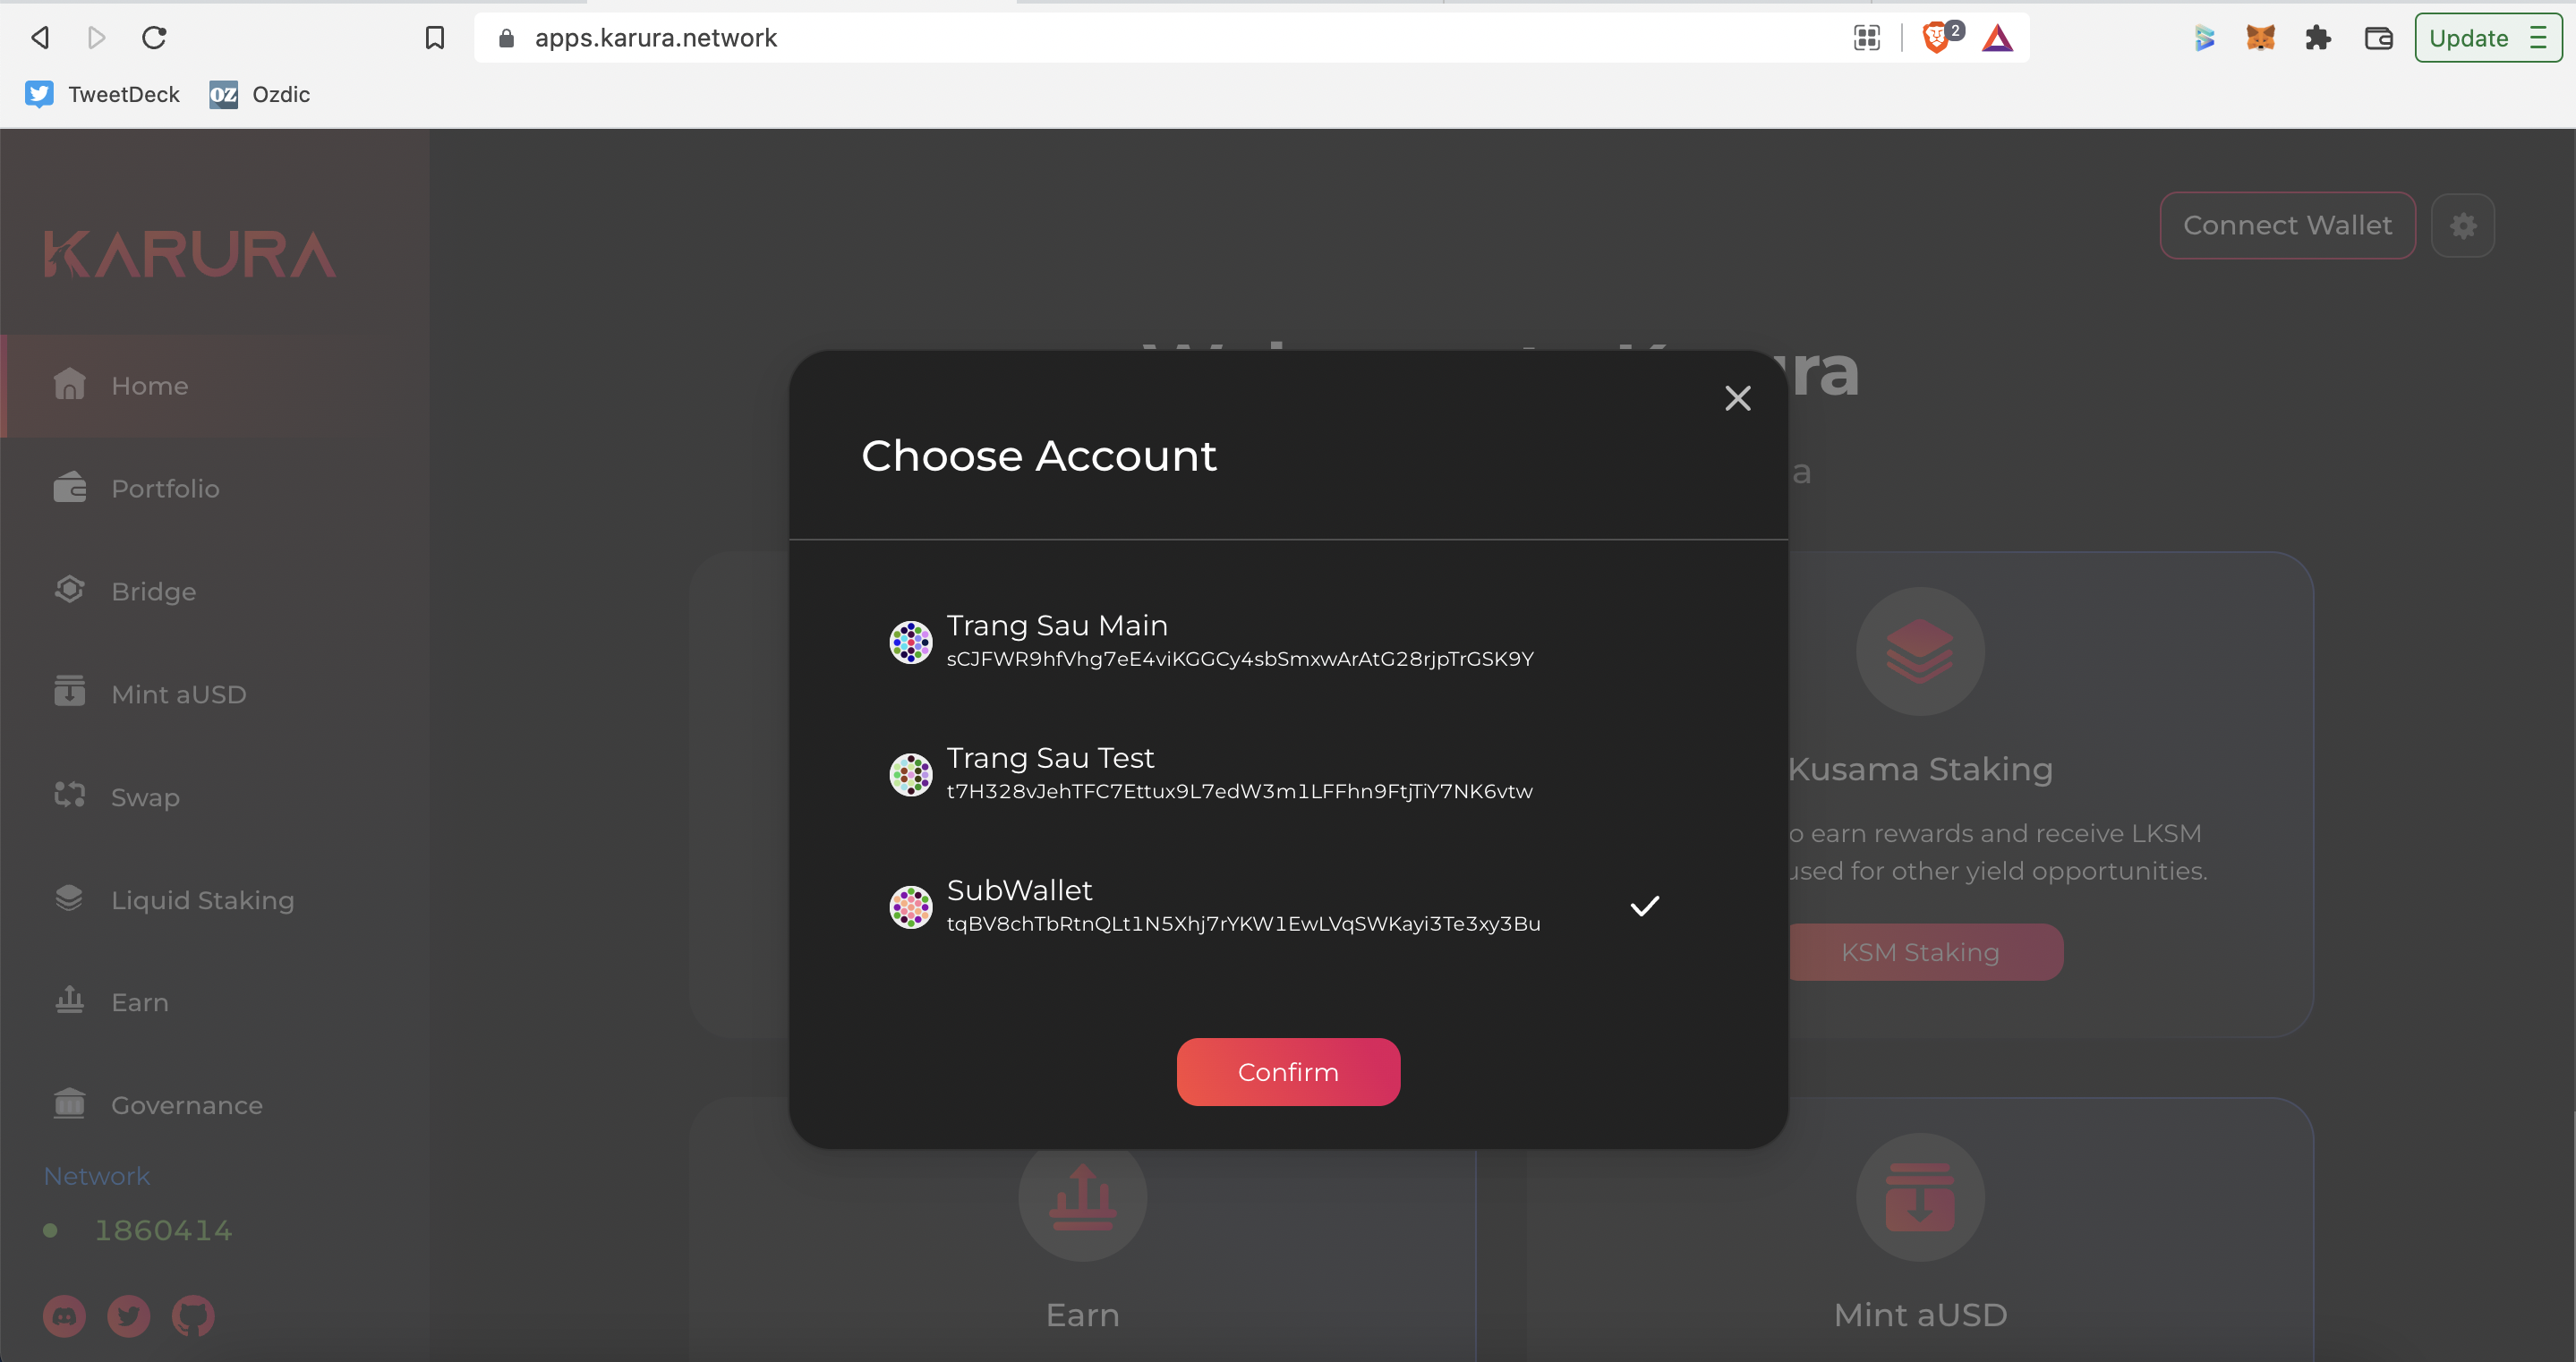 apps.karura.network
2
Update
TweetDeck
OZ
Ozdic
KARURA
Connect Wallet
Home
Portfolio
Bridge
Mint aUSD
Swap
Liquid Staking
Earn
Governance
Network
1860414
Choose Account
Trang Sau Main
sCJFWR9hfVhg7eE4viKGGCy4sbSmxwArAtG28rjpTrGSK9Y
Trang Sau Test
t7H328vJehTFC7Ettux9L7edW3m1LFFhn9FtjTiY7NK6vtw
SubWallet
tqBV8chTbRtnQLt1N5Xhj7rYKW1EwLVqSWKayi3Te3xy3Bu
Confirm
Kusama Staking
o earn rewards and receive LKSM
used for other yield opportunities.
KSM Staking
Earn
Mint aUSD